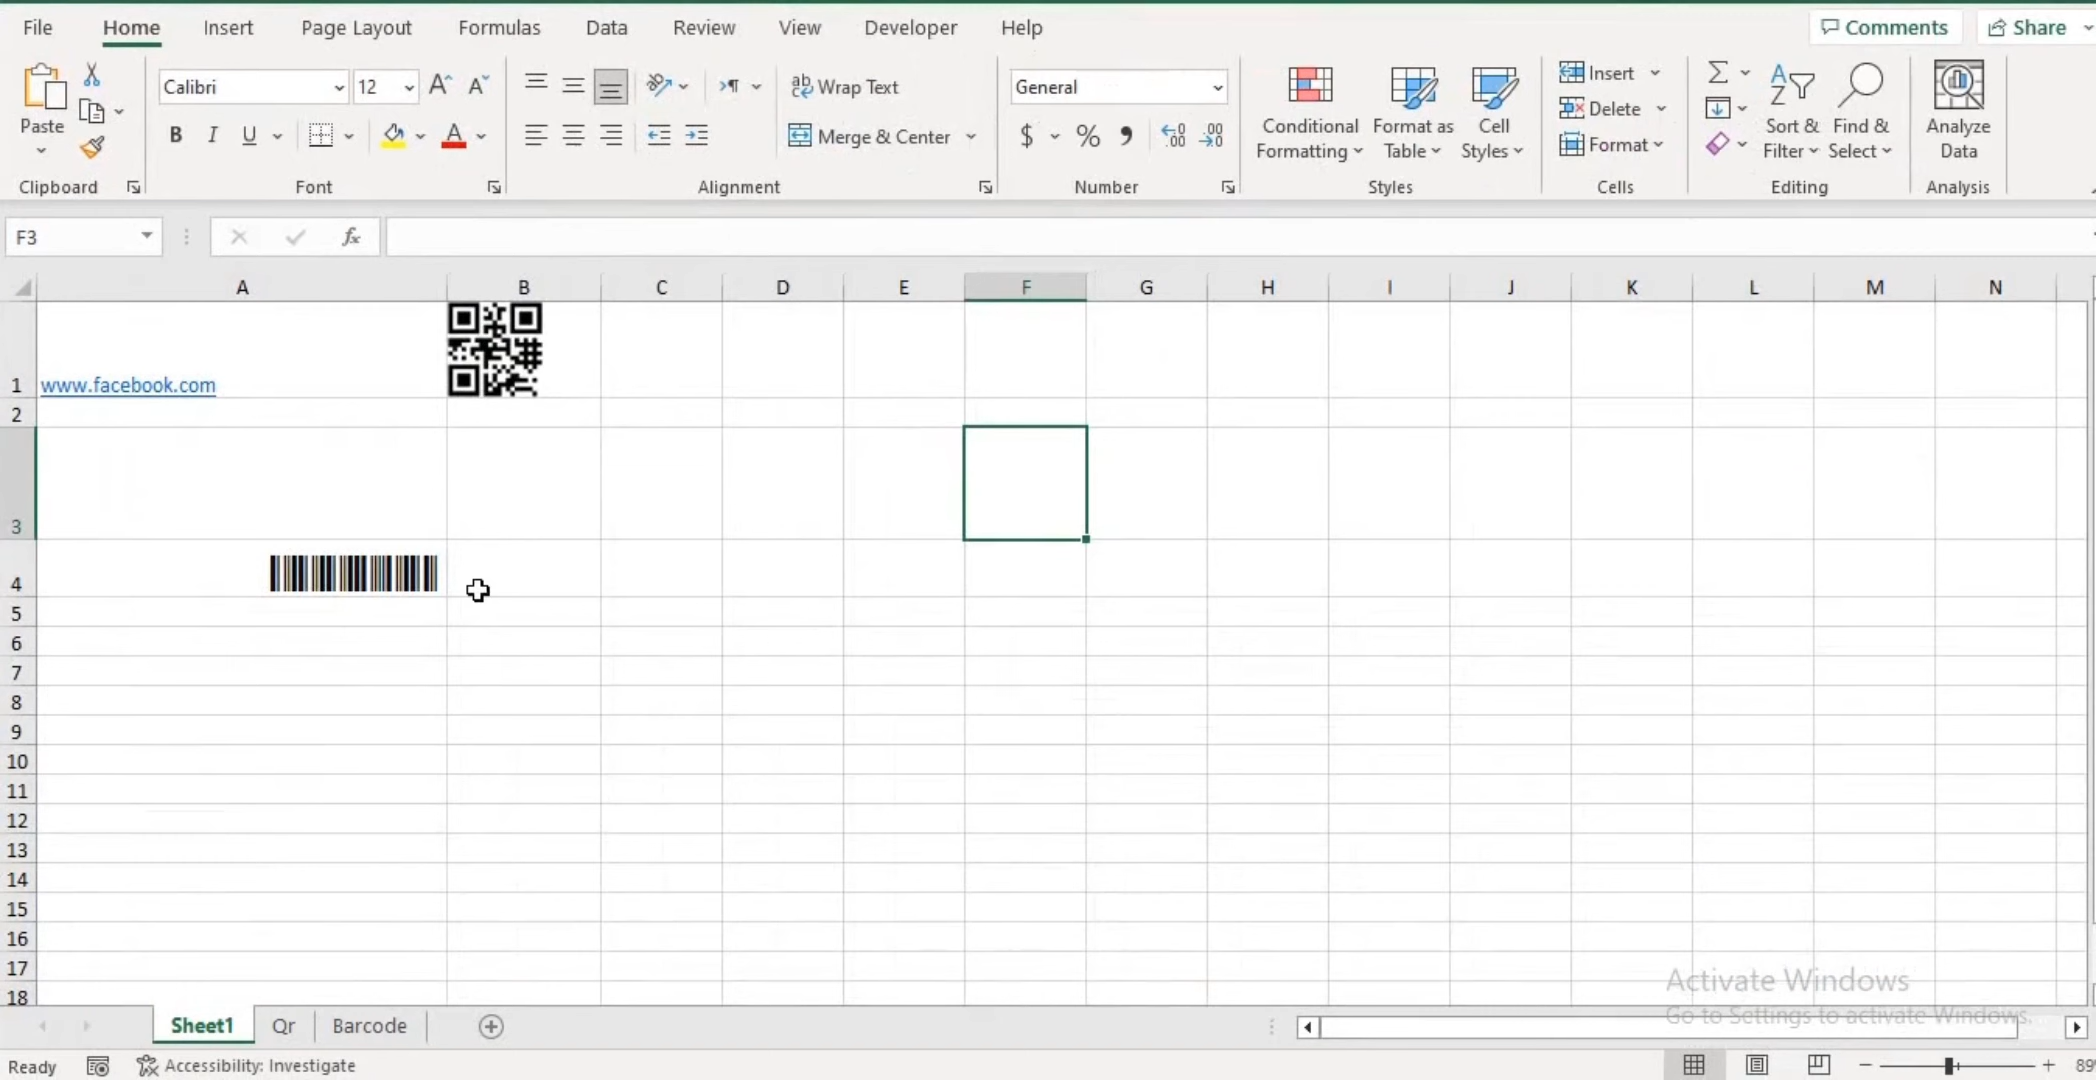 File Home Insert Page Layout Formulas Data Review View Developer Help Comments Share
Calibri 12 Wrap Text General Insert
Paste B I U Merge & Center $ % Conditional Formatting Format as Table Cell Styles Delete Sort & Filter Find & Select Analyze Data
Format
Clipboard Font Alignment Number Styles Cells Editing Analysis
F3 fx
A B C D E F G H I J K L M N
1 www.facebook.com
2
3
4
5
6
7
8
9
10
11
12
13
14
15
16
17
18
Activate Windows
Go to Settings to activate Windows.
Sheet1 Qr Barcode
Ready Accessibility: Investigate